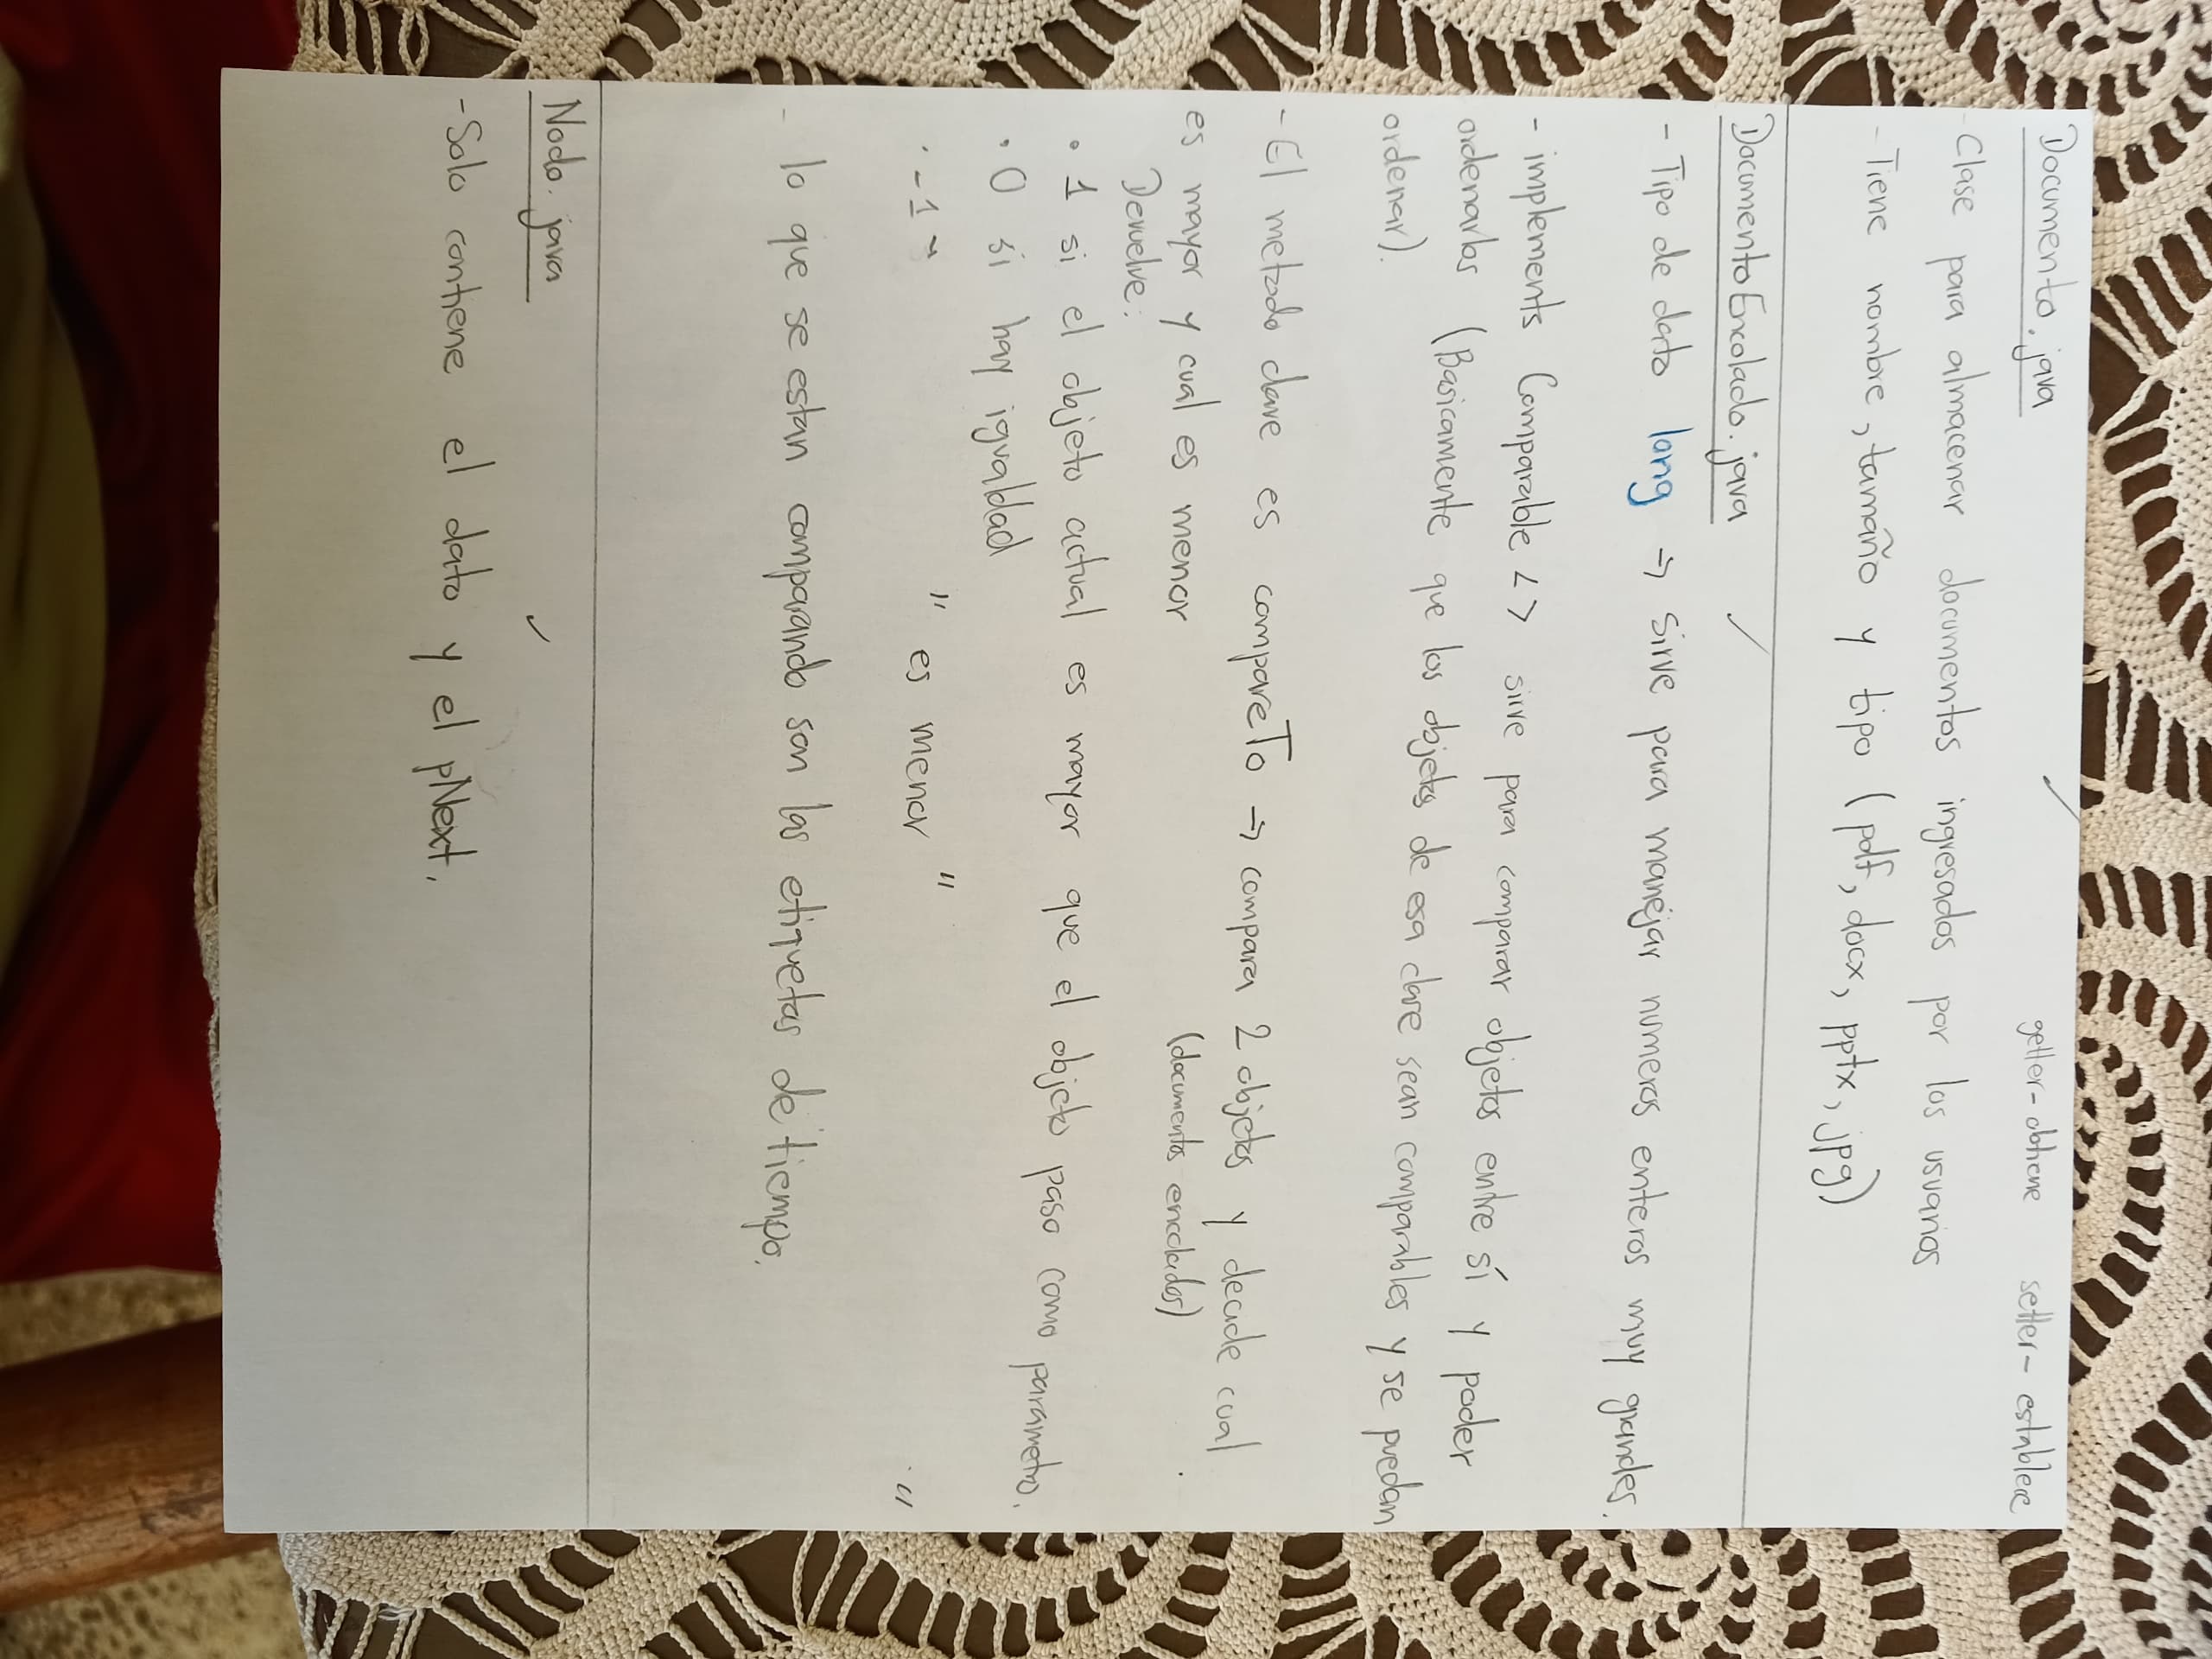 Documento.java ✓ getter-obtiene setter-establece
- Clase para almacenar documentos ingresados por los usuarios
- Tiene nombre, tamaño y tipo (pdf, docx, pptx, jpg)
DocumentoEncolado.java ✓
- Tipo de dato long → sirve para manejar numeros enteros muy grandes.
- implements Comparable <> sirve para comparar objetos entre sí y poder
ordenarlos (Basicamente que los objetos de esa clase sean comparables y se puedan
ordenar).
- El metodo clave es compareTo → compara 2 objetos y decide cual
(documentos encolados)
es mayor y cual es menor
Devuelve:
• 1 si el objeto actual es mayor que el objeto paso como parametro.
• 0 si hay igualdad
• -1 " " es menor " "
- lo que se estan comparando son las etiquetas de tiempo.
Nodo.java ✓
- Solo contiene el dato y el pNext.